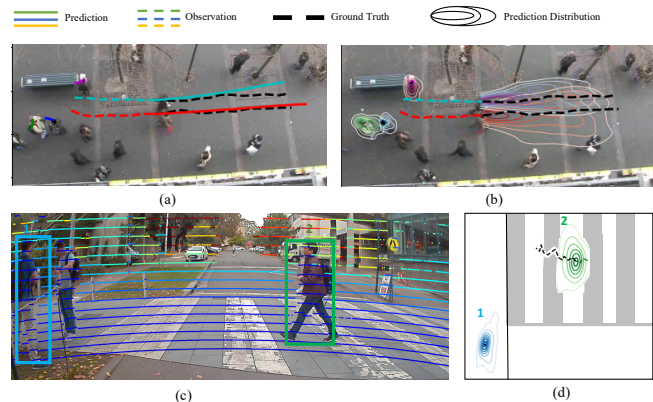 Prediction
Observation
Ground Truth
Prediction Distribution
(a)
(b)
1
2
2
1
(c)
(d)